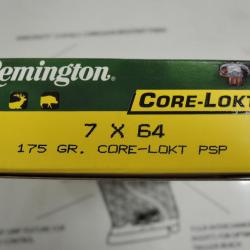 Remington
CORE-LOKT
7 X 64
175 GR. CORE-LOKT PSP